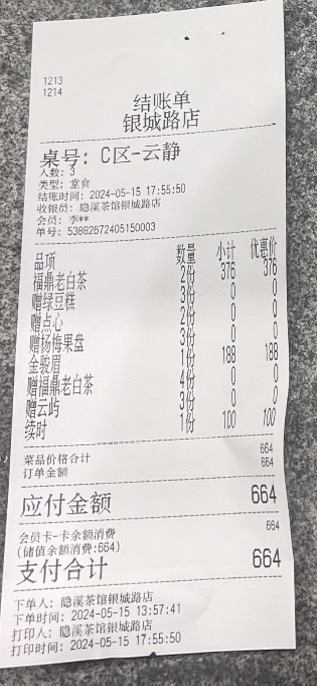 1213
1214
结账单
银城路店
桌号: C区-云静
人数: 3
类型: 堂食
结账时间: 2024-05-15 17:55:50
收银员: 隐溪茶馆银城路店
会员: 李**
单号: 53882672405150003
品项 数量 小计 优惠价
福鼎老白茶 2份 376 376
赠绿豆糕 3份 0 0
赠点心 2份 0 0
赠杨梅果盘 3份 0 0
金骏眉 1份 188 188
赠福鼎老白茶 4份 0 0
赠云屿 3份 0 0
续时 1份 100 100
菜品价格合计 664
订单金额 664
应付金额 664
会员卡-卡余额消费 664
(储值余额消费:664)
支付合计 664
下单人: 隐溪茶馆银城路店
下单时间: 2024-05-15 13:57:41
打印人: 隐溪茶馆银城路店
打印时间: 2024-05-15 17:55:50